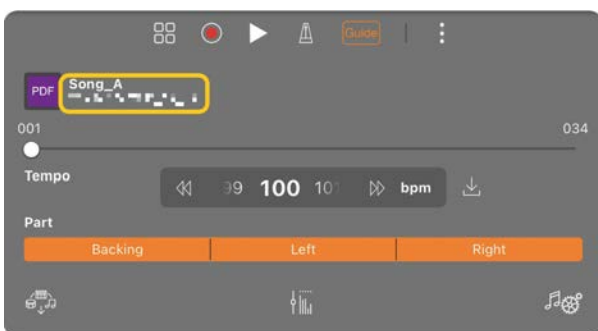 Guide
PDF Song_A
001 034
Tempo
99 100 101 bpm
Part
Backing Left Right